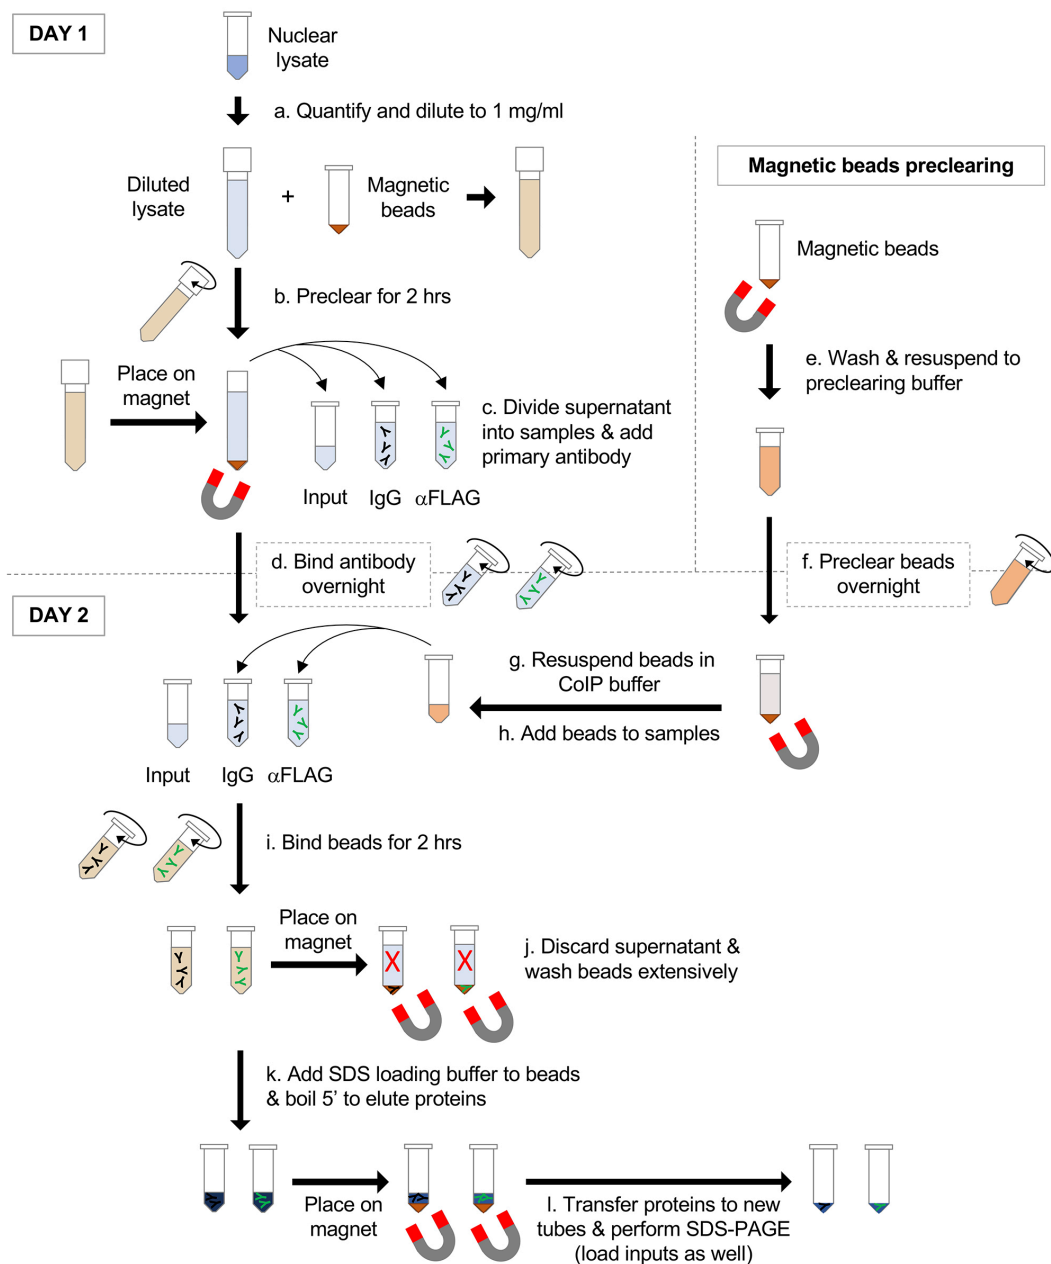 DAY 1
Nuclear
lysate
a. Quantify and dilute to 1 mg/ml
Diluted
lysate
+
Magnetic
beads
b. Preclear for 2 hrs
Place on
magnet
c. Divide supernatant
into samples & add
primary antibody
Input
IgG
αFLAG
d. Bind antibody
overnight
Magnetic beads preclearing
Magnetic beads
e. Wash & resuspend to
preclearing buffer
f. Preclear beads
overnight
DAY 2
g. Resuspend beads in
CoIP buffer
h. Add beads to samples
Input
IgG
αFLAG
i. Bind beads for 2 hrs
Place on
magnet
X
X
j. Discard supernatant &
wash beads extensively
k. Add SDS loading buffer to beads
& boil 5’ to elute proteins
Place on
magnet
l. Transfer proteins to new
tubes & perform SDS-PAGE
(load inputs as well)